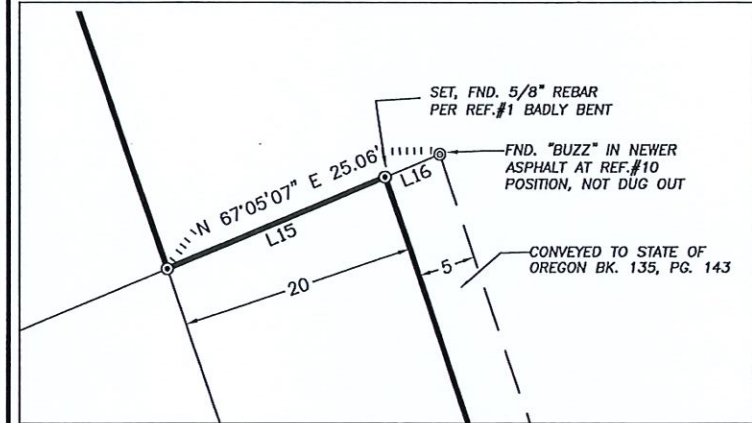 SET, FND. 5/8" REBAR
PER REF.#1 BADLY BENT
FND. "BUZZ" IN NEWER
ASPHALT AT REF.#10
POSITION, NOT DUG OUT
N 67°05'07" E 25.06'
L16
L15
CONVEYED TO STATE OF
OREGON BK. 135, PG. 143
5
20